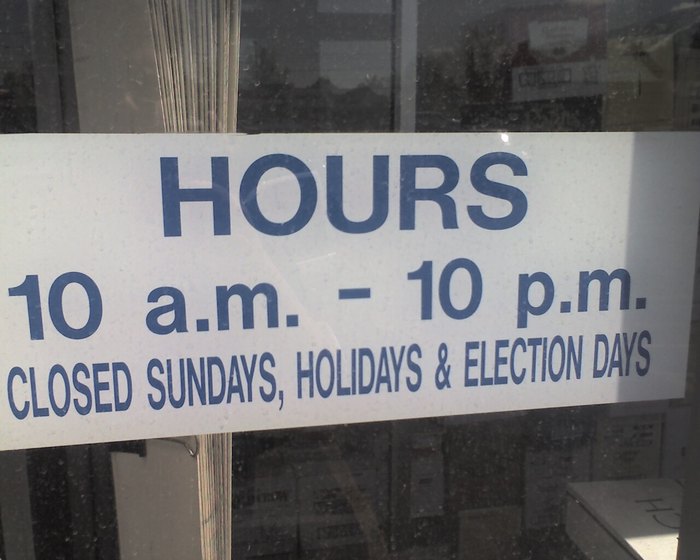 HOURS
10 a.m. - 10 p.m.
CLOSED SUNDAYS, HOLIDAYS & ELECTION DAYS